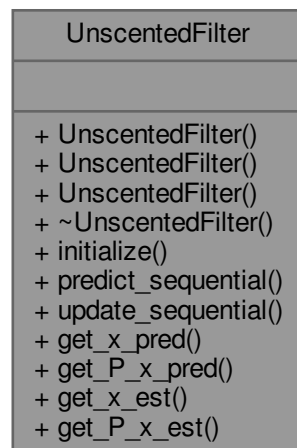 UnscentedFilter
+ UnscentedFilter()
+ UnscentedFilter()
+ UnscentedFilter()
+ ~UnscentedFilter()
+ initialize()
+ predict_sequential()
+ update_sequential()
+ get_x_pred()
+ get_P_x_pred()
+ get_x_est()
+ get_P_x_est()